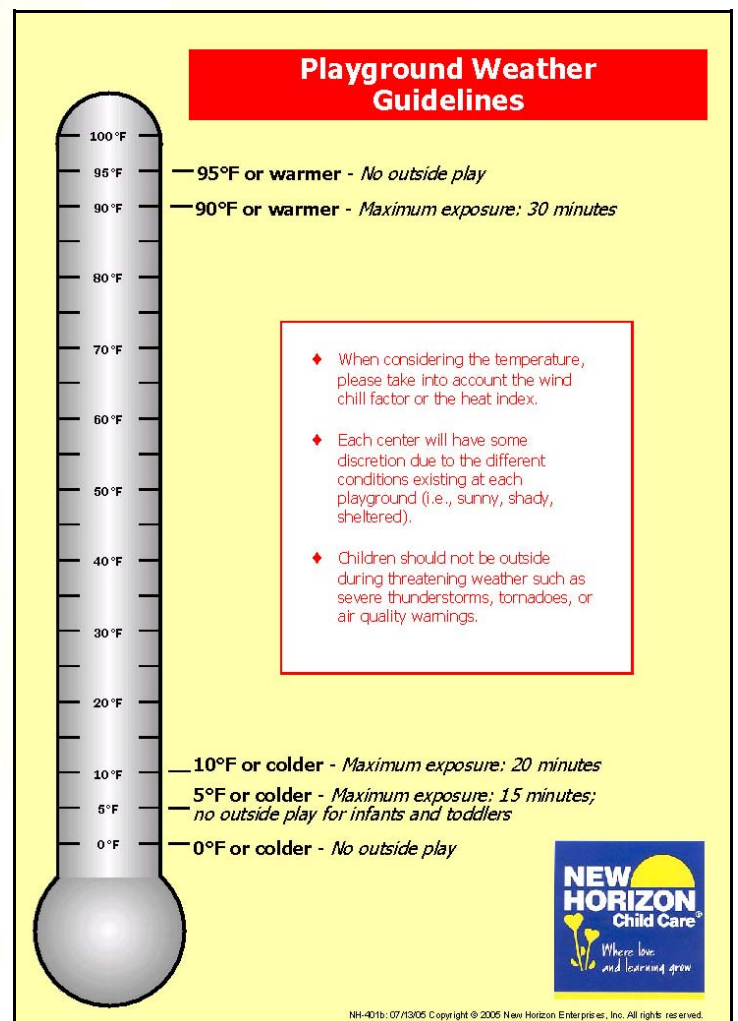 Playground Weather
Guidelines
100°F
95°F
95°F or warmer - No outside play
90°F
90°F or warmer - Maximum exposure: 30 minutes
80°F
70°F
60°F
50°F
40°F
30°F
20°F
♦ When considering the temperature,
please take into account the wind
chill factor or the heat index.
♦ Each center will have some
discretion due to the different
conditions existing at each
playground (i.e., sunny, shady,
sheltered).
♦ Children should not be outside
during threatening weather such as
severe thunderstorms, tornadoes, or
air quality warnings.
10°F
10°F or colder - Maximum exposure: 20 minutes
5°F
5°F or colder - Maximum exposure: 15 minutes;
no outside play for infants and toddlers
0°F
0°F or colder - No outside play
NEW
HORIZON
Child Care®
Where love
and learning grow
NH-401b: 07/13/05 Copyright © 2005 New Horizon Enterprises, Inc. All rights reserved.